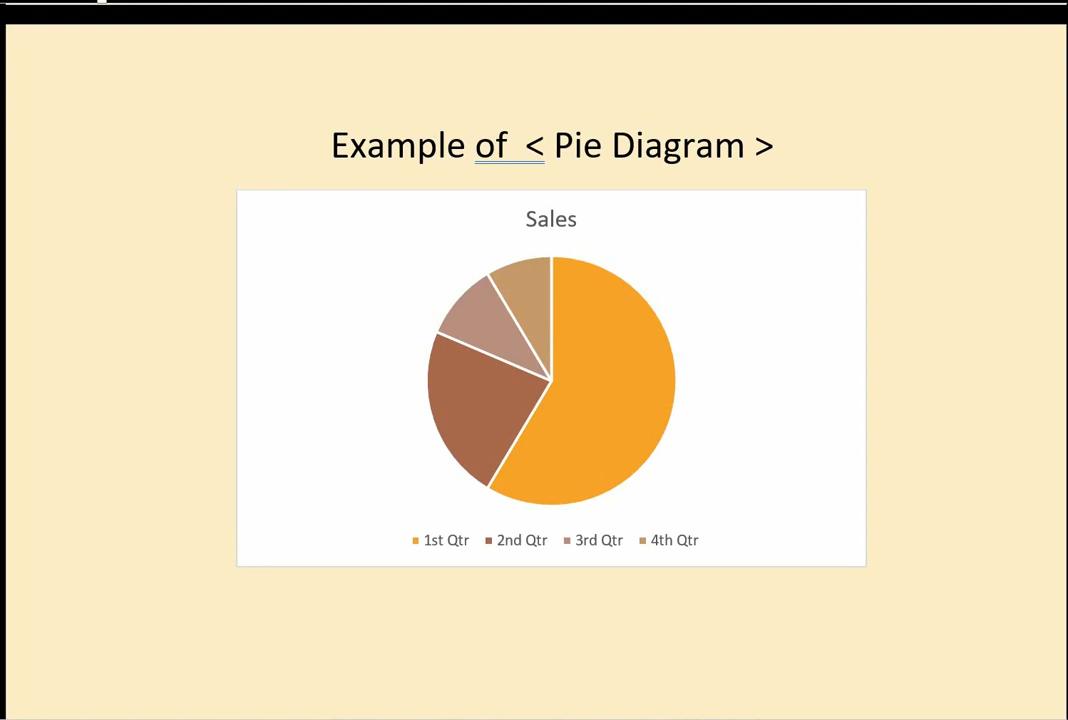 Example of < Pie Diagram >
Sales
1st Qtr 2nd Qtr 3rd Qtr 4th Qtr